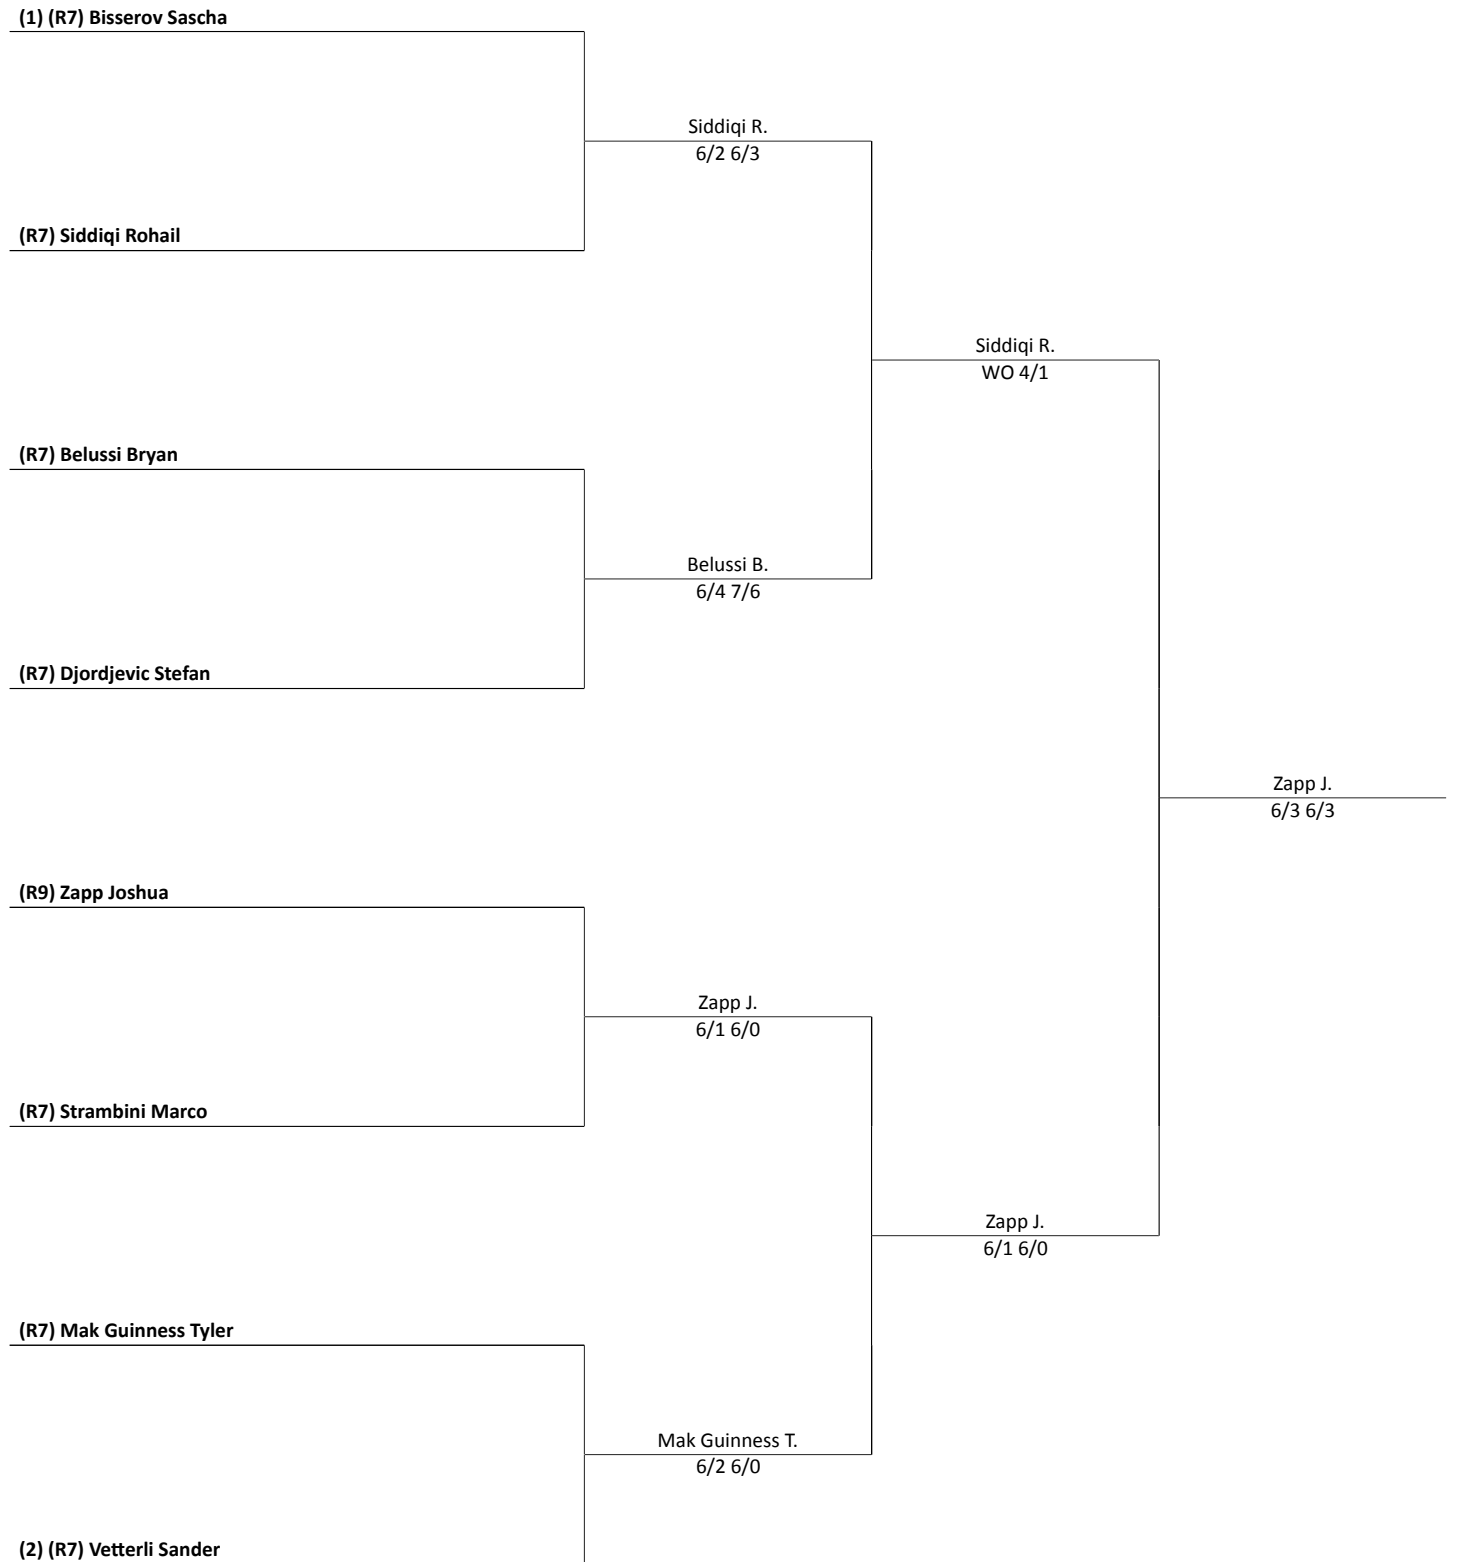 (1) (R7) Bisserov Sascha
Siddiqi R.
6/2 6/3
(R7) Siddiqi Rohail
Siddiqi R.
WO 4/1
(R7) Belussi Bryan
Belussi B.
6/4 7/6
(R7) Djordjevic Stefan
Zapp J.
6/3 6/3
(R9) Zapp Joshua
Zapp J.
6/1 6/0
(R7) Strambini Marco
Zapp J.
6/1 6/0
(R7) Mak Guinness Tyler
Mak Guinness T.
6/2 6/0
(2) (R7) Vetterli Sander